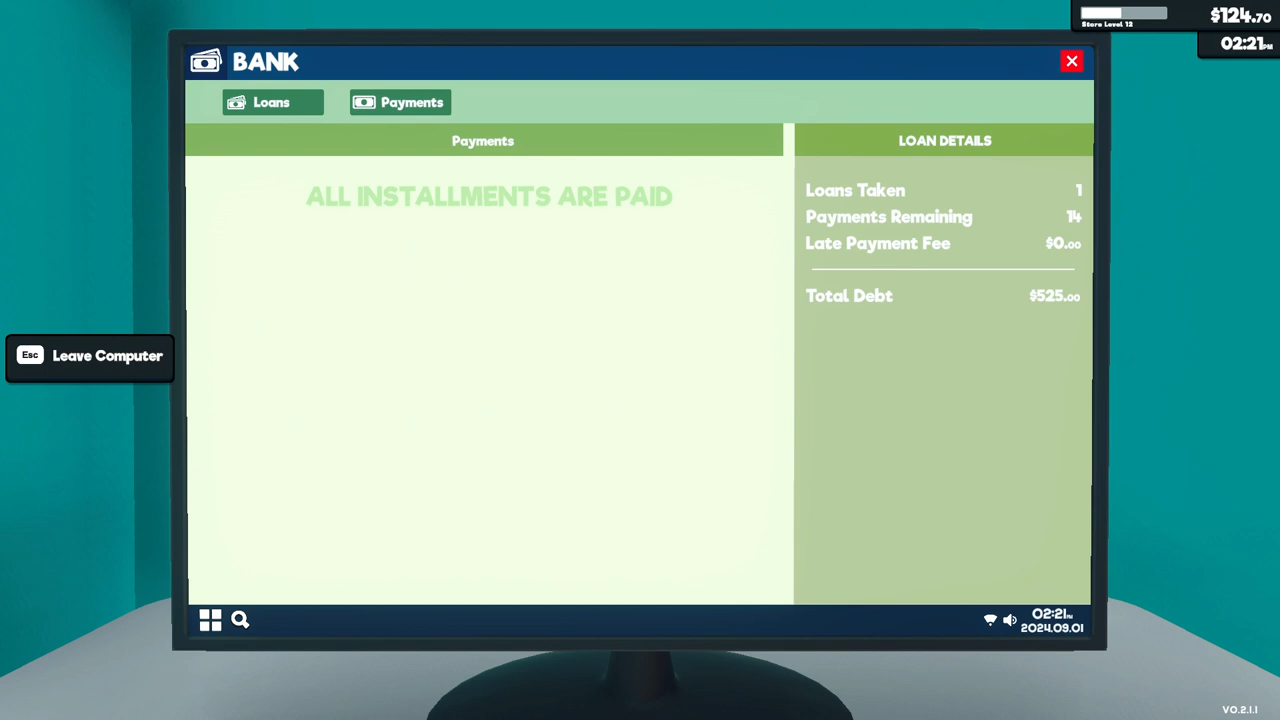 $124.70
Store Level 12
02:21PM
BANK
Loans
Payments
Payments
LOAN DETAILS
ALL INSTALLMENTS ARE PAID
Loans Taken 1
Payments Remaining 14
Late Payment Fee $0.00
Total Debt $525.00
Esc Leave Computer
02:21PM
2024.09.01
V0.2.1.1